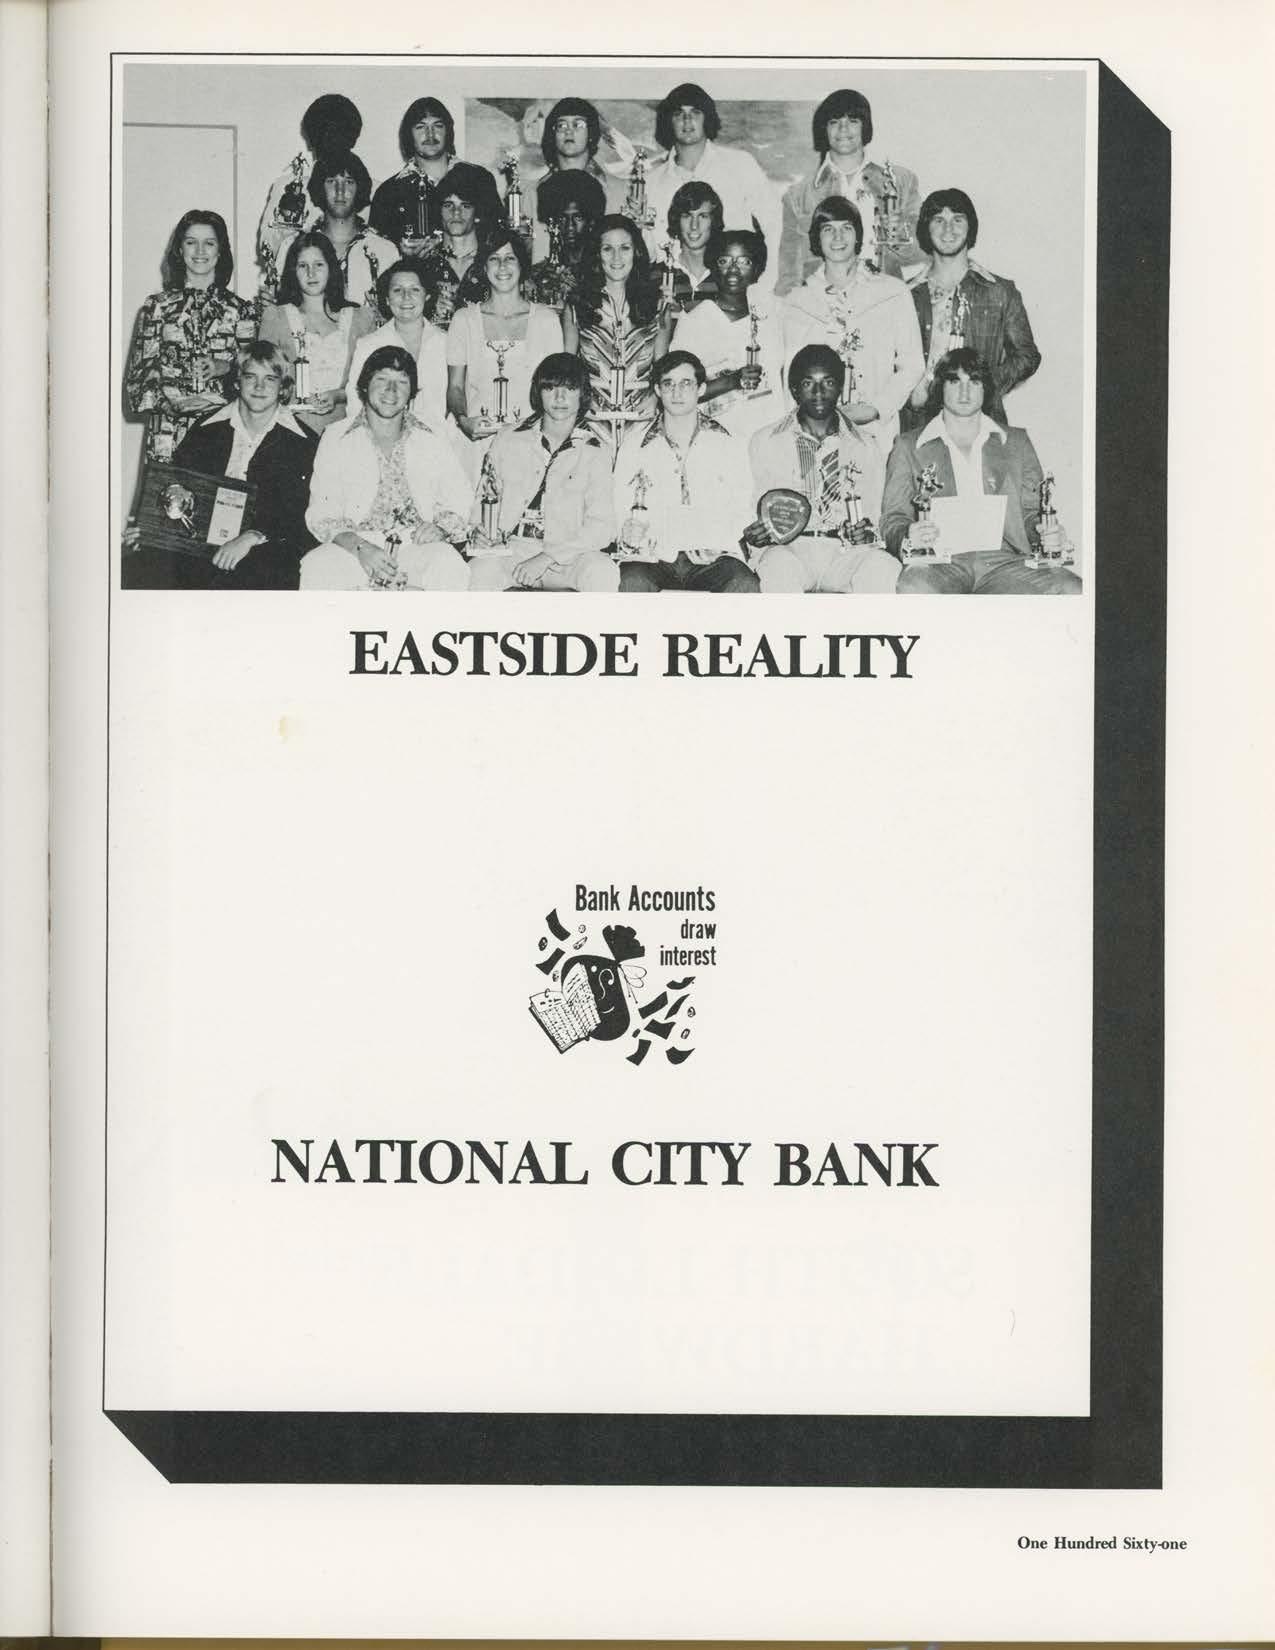 EASTSIDE REALITY
Bank Accounts
draw
interest
NATIONAL CITY BANK
One Hundred Sixty-one